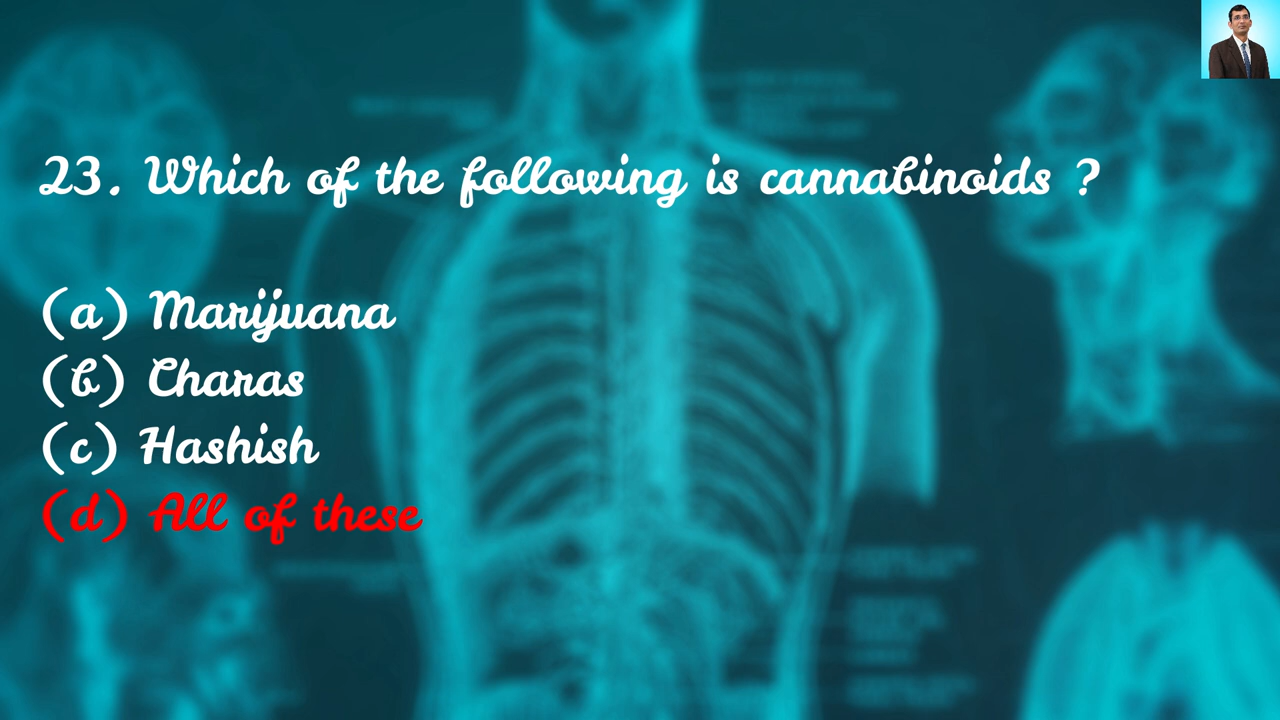 23. Which of the following is cannabinoids ?
(a) Marijuana
(b) Charas
(c) Hashish
(d) All of these